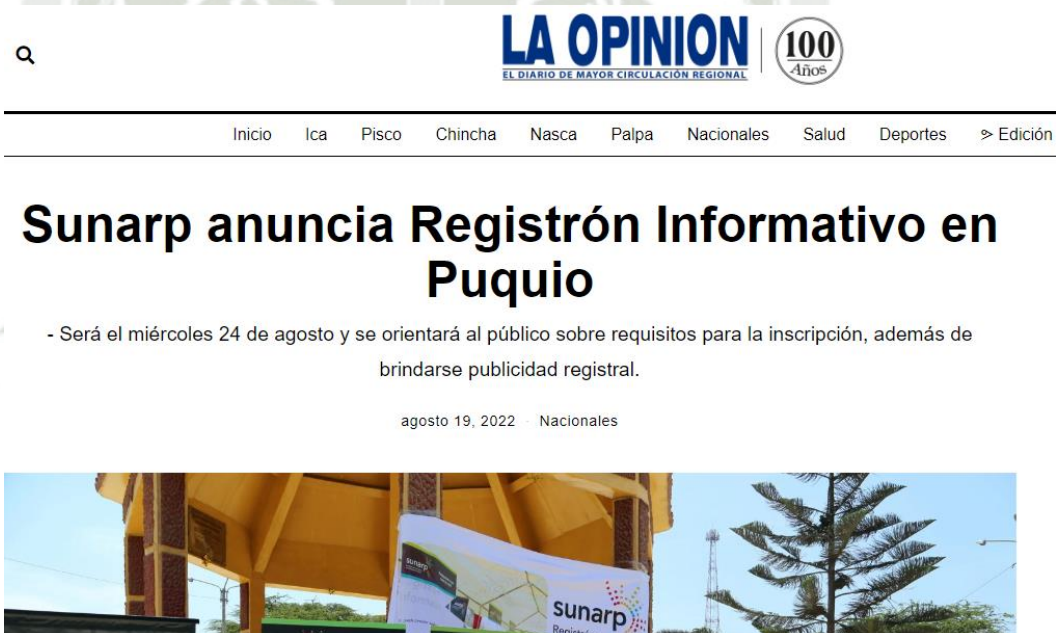 LA OPINION
EL DIARIO DE MAYOR CIRCULACIÓN REGIONAL
100
Años
Inicio Ica Pisco Chincha Nasca Palpa Nacionales Salud Deportes ⪢ Edición
Sunarp anuncia Registrón Informativo en
Puquio
- Será el miércoles 24 de agosto y se orientará al público sobre requisitos para la inscripción, además de
brindarse publicidad registral.
agosto 19, 2022 · Nacionales
sunarp
sunarp